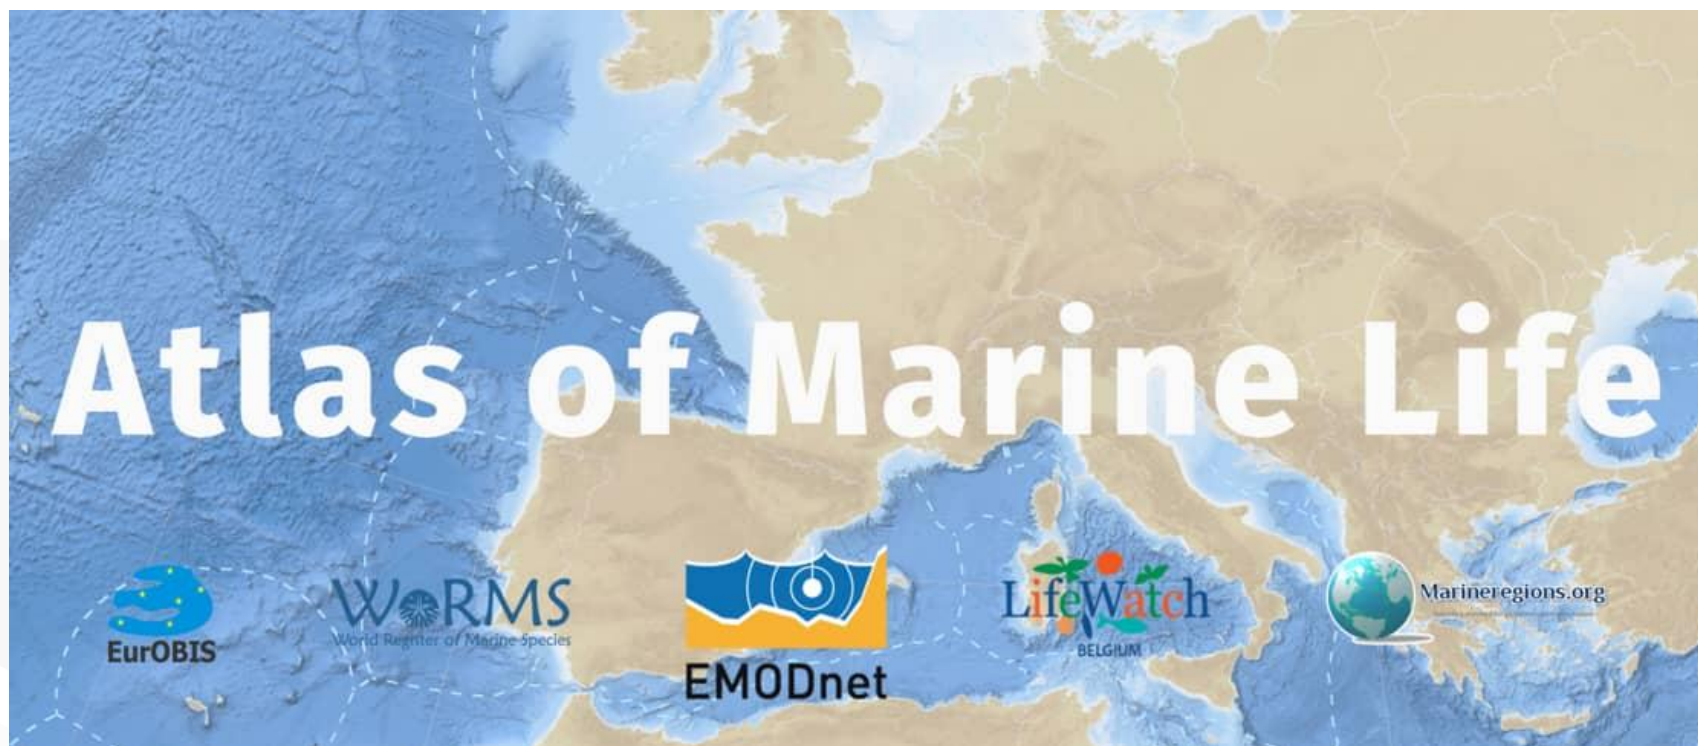 Atlas of Marine Life
EurOBIS
WoRMS
World Register of Marine Species
EMODnet
LifeWatch
BELGIUM
Marineregions.org